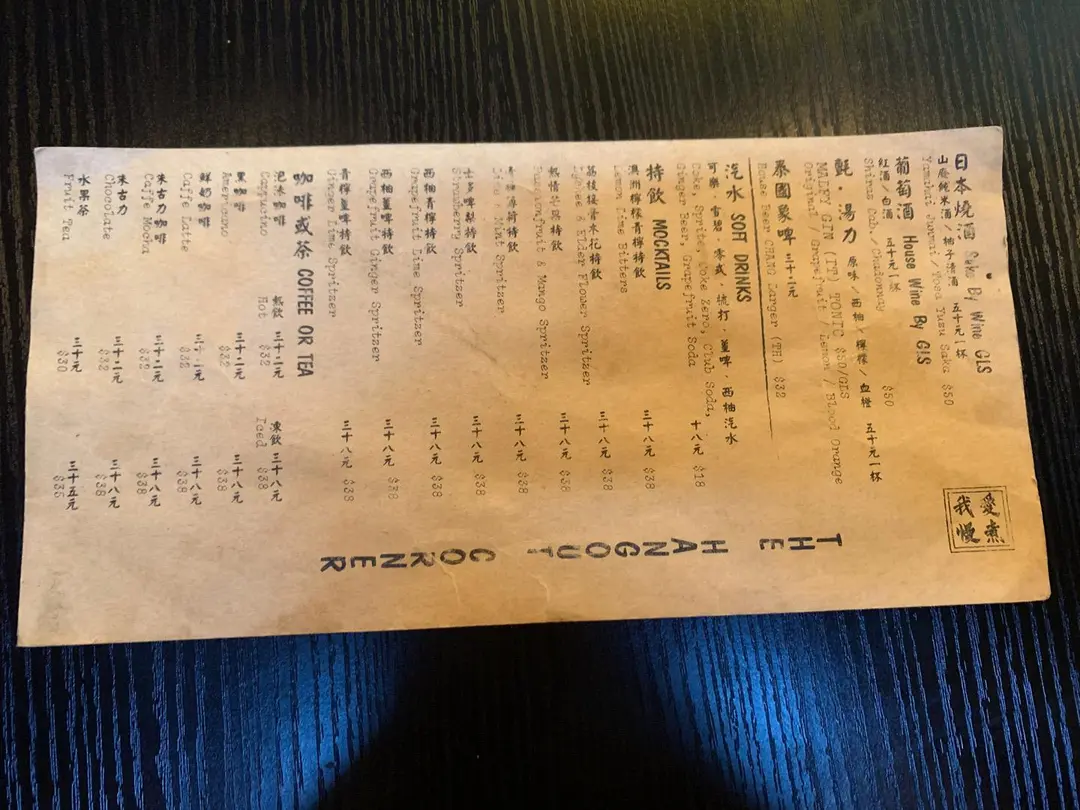 日本燒酒 Saka By Wine GLS
山廢純米酒/柚子清酒 五十元一杯
Yamahai Junmai/Tosa Yuzu Saka $50
葡萄酒 House Wine By GLS
紅酒/白酒 五十元一杯
Shiraz Cab./Chadonnay $50
氈·湯力 原味/西柚/檸檬/血橙 五十元一杯
MALFY GIN (IT) TONIC $50/GLS
Original/Grapefruit/Lemon/Blood Orange
泰國象啤 三十二元
House Beer CHANG Larger (TH) $32
汽水 SOFT DRINKS
可樂,雪碧,零度,梳打,薑啤,西柚汽水
Coke, Sprite, Coke Zero, Club Soda, 十八元 $18
Ginger Beer, Grapefruit Soda
特飲 MOCKTAILS
澳洲檸檬青檸特飲 三十八元 $38
Lemon Lime Bitters
荔枝接骨木花特飲 三十八元 $38
Lychee & Elder Flower Spritzer
熱情芒果特飲 三十八元 $38
Passionfruit & Mango Spritzer
青檸薄荷特飲 三十八元 $38
Lime & Mint Spritzer
士多啤梨特飲 三十八元 $38
Strawberry Spritzer
西柚青檸特飲 三十八元 $38
Grapefruit Lime Spritzer
西柚薑啤特飲 三十八元 $38
Grapefruit Ginger Spritzer
青檸薑啤特飲 三十八元 $38
Ginger Lime Spritzer
咖啡或茶 COFFEE OR TEA
熱飲 凍飲
Hot Iced
泡沫咖啡 三十二元 三十八元
Cappucino $32 $38
黑咖啡 三十二元 三十八元
Americano $32 $38
鮮奶咖啡 三十二元 三十八元
Caffe Latte $32 $38
朱古力咖啡 三十二元 三十八元
Caffe Mocha $32 $38
朱古力 三十二元 三十八元
Chocolate $32 $38
水果茶 三十元 三十五元
Fruit Tea $30 $35
愛煮
我慢
THE HANGOUT CORNER